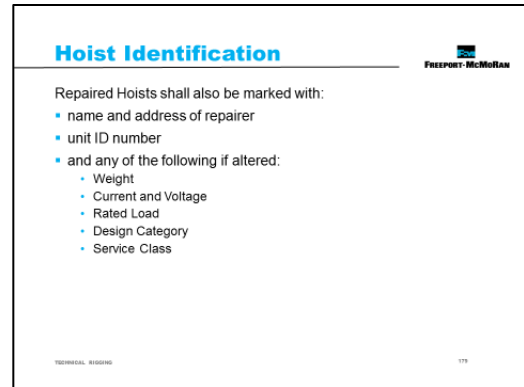 Hoist Identification
FREEPORT-MCMORAN
Repaired Hoists shall also be marked with:
▪ name and address of repairer
▪ unit ID number
▪ and any of the following if altered:
• Weight
• Current and Voltage
• Rated Load
• Design Category
• Service Class
TECHNICAL RIGGING